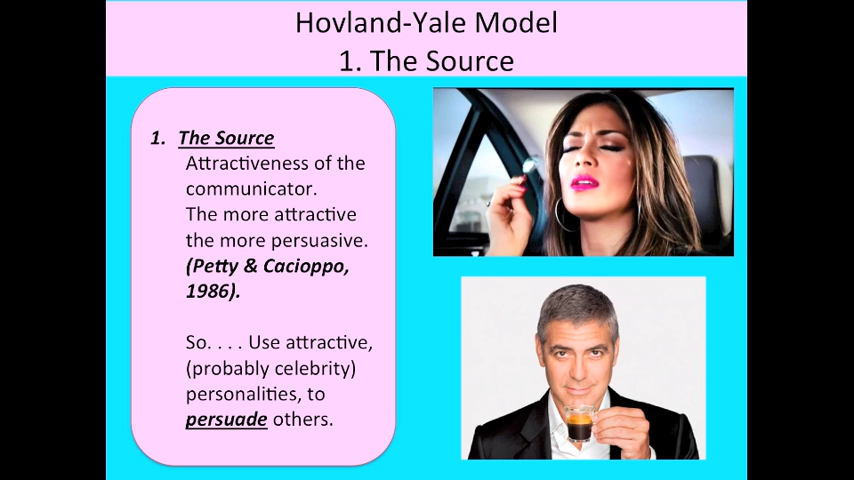 Hovland-Yale Model
1. The Source
1. The Source
Attractiveness of the
communicator.
The more attractive
the more persuasive.
(Petty & Cacioppo,
1986).
So. . . . Use attractive,
(probably celebrity)
personalities, to
persuade others.